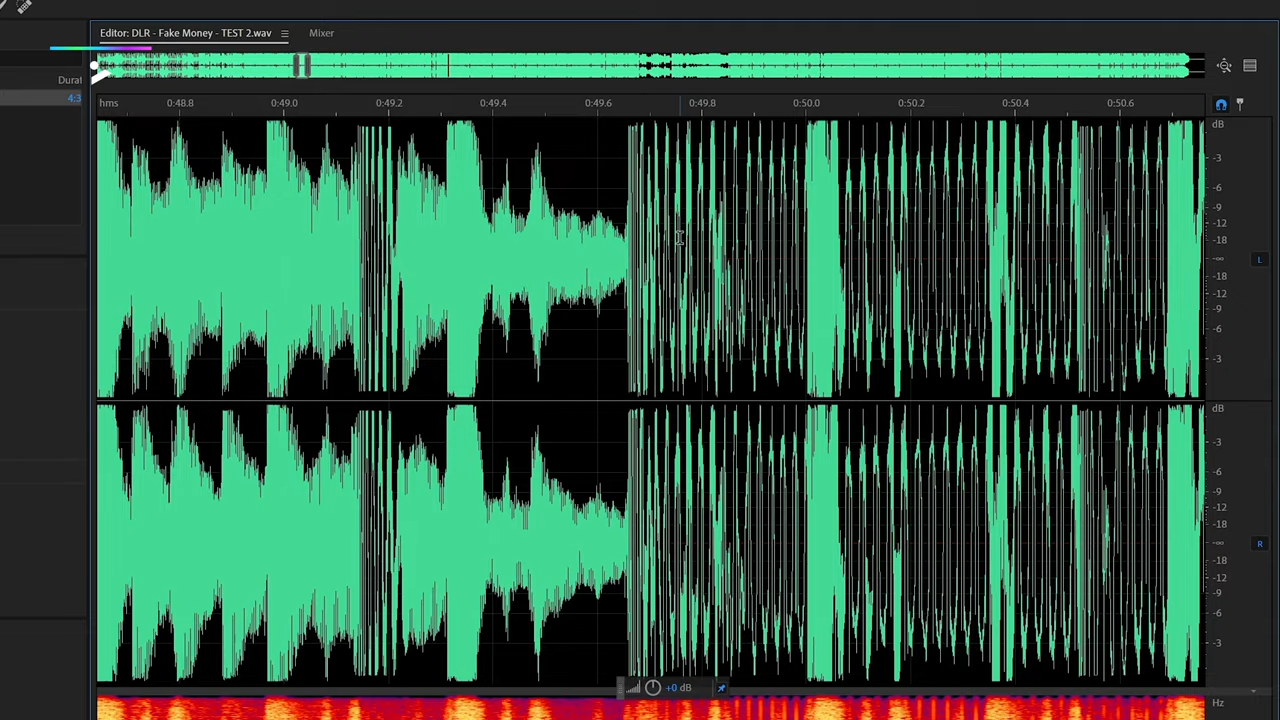 Editor: DLR - Fake Money - TEST 2.wav
Mixer
Durat
4:3
hms 0:48.8 0:49.0 0:49.2 0:49.4 0:49.6 0:49.8 0:50.0 0:50.2 0:50.4 0:50.6
dB
-3
-6
-9
-12
-18
-∞
-18
-12
-9
-6
-3
L
dB
-3
-6
-9
-12
-18
-∞
-18
-12
-9
-6
-3
R
+0 dB
Hz